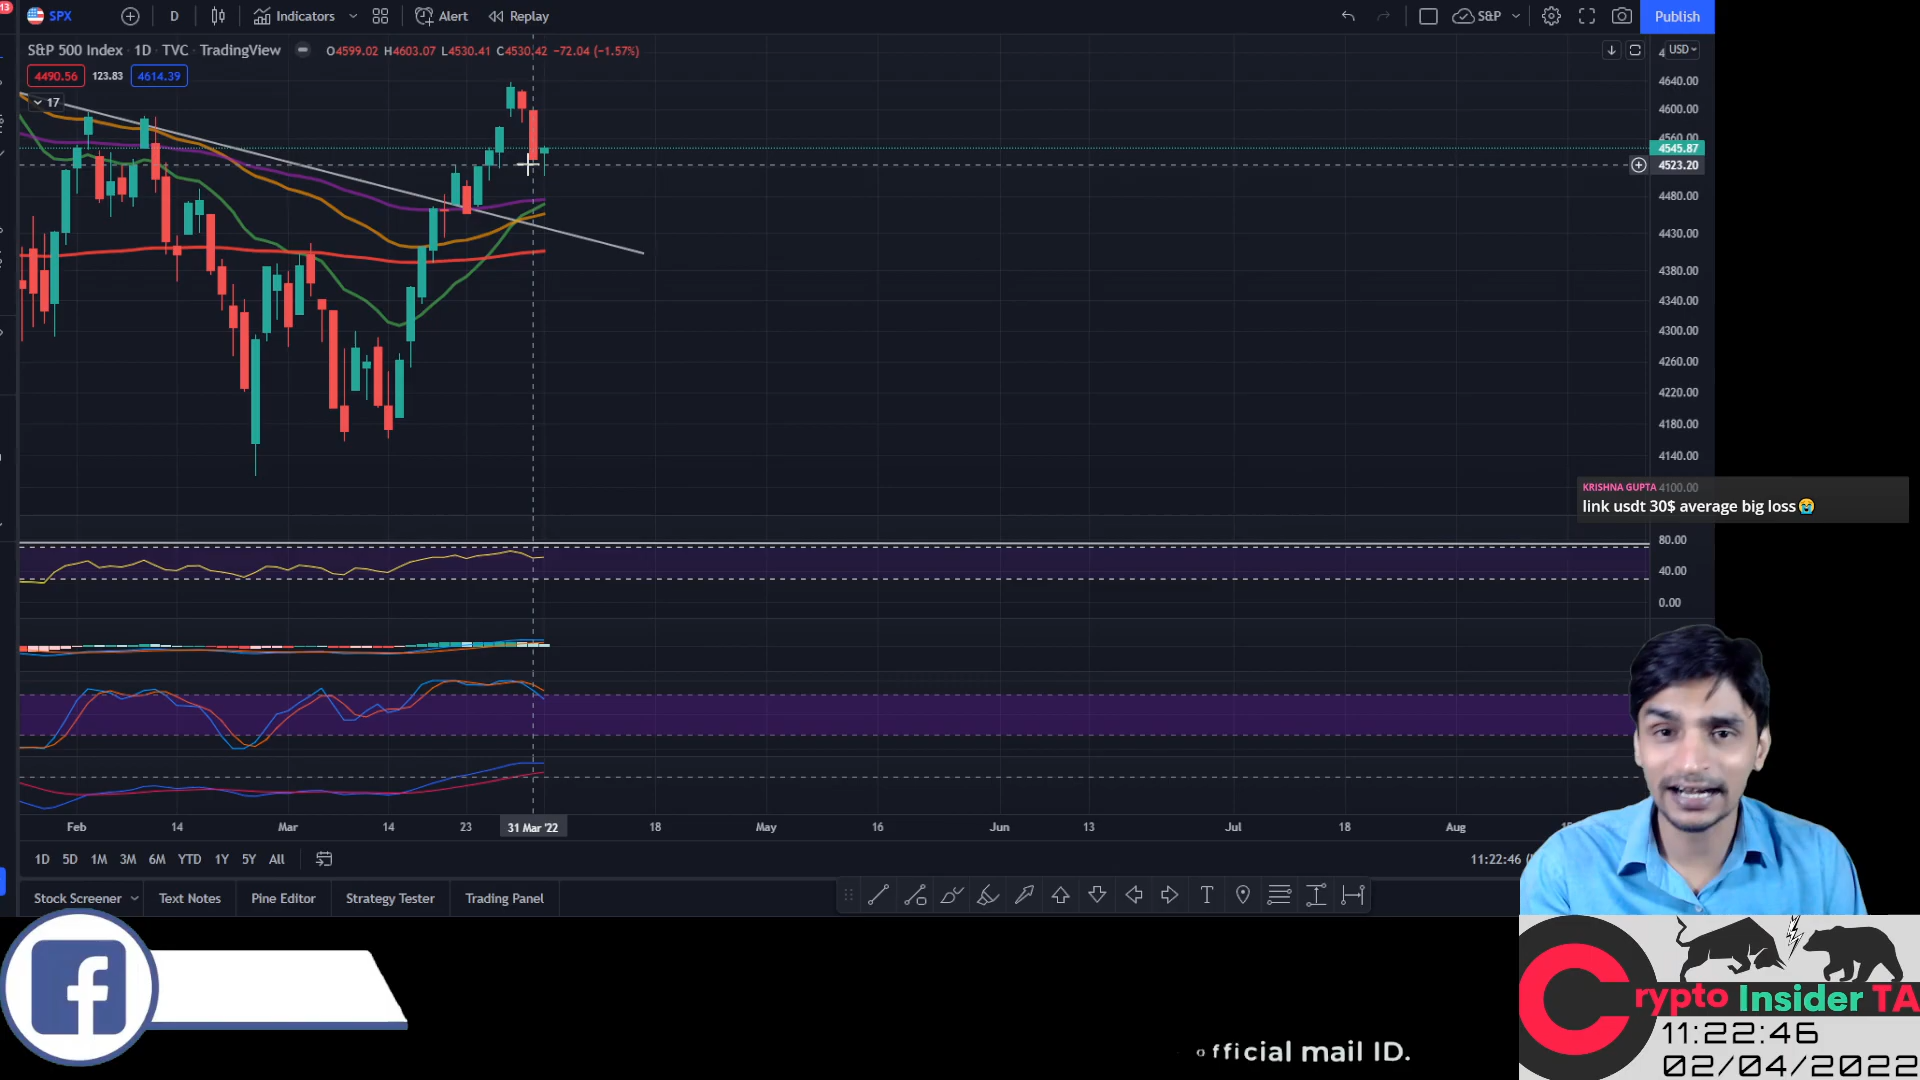 13
SPX
D
Indicators
Alert
Replay
S&P
Publish
S&P 500 Index · 1D · TVC · TradingView
O4599.02 H4603.07 L4530.41 C4530.42 −72.04 (−1.57%)
4490.56 123.83 4614.39
17
USD
4640.00
4600.00
4560.00
4545.87
4523.20
4480.00
4430.00
4380.00
4340.00
4300.00
4260.00
4220.00
4180.00
4140.00
4100.00
KRISHNA GUPTA
link usdt 30$ average big loss😭
80.00
40.00
0.00
Feb 14 Mar 14 23 31 Mar '22 18 May 16 Jun 13 Jul 18 Aug
1D 5D 1M 3M 6M YTD 1Y 5Y All
11:22:46
Stock Screener
Text Notes
Pine Editor
Strategy Tester
Trading Panel
T
f
official mail ID.
Crypto Insider TA
11:22:46
02/04/2022